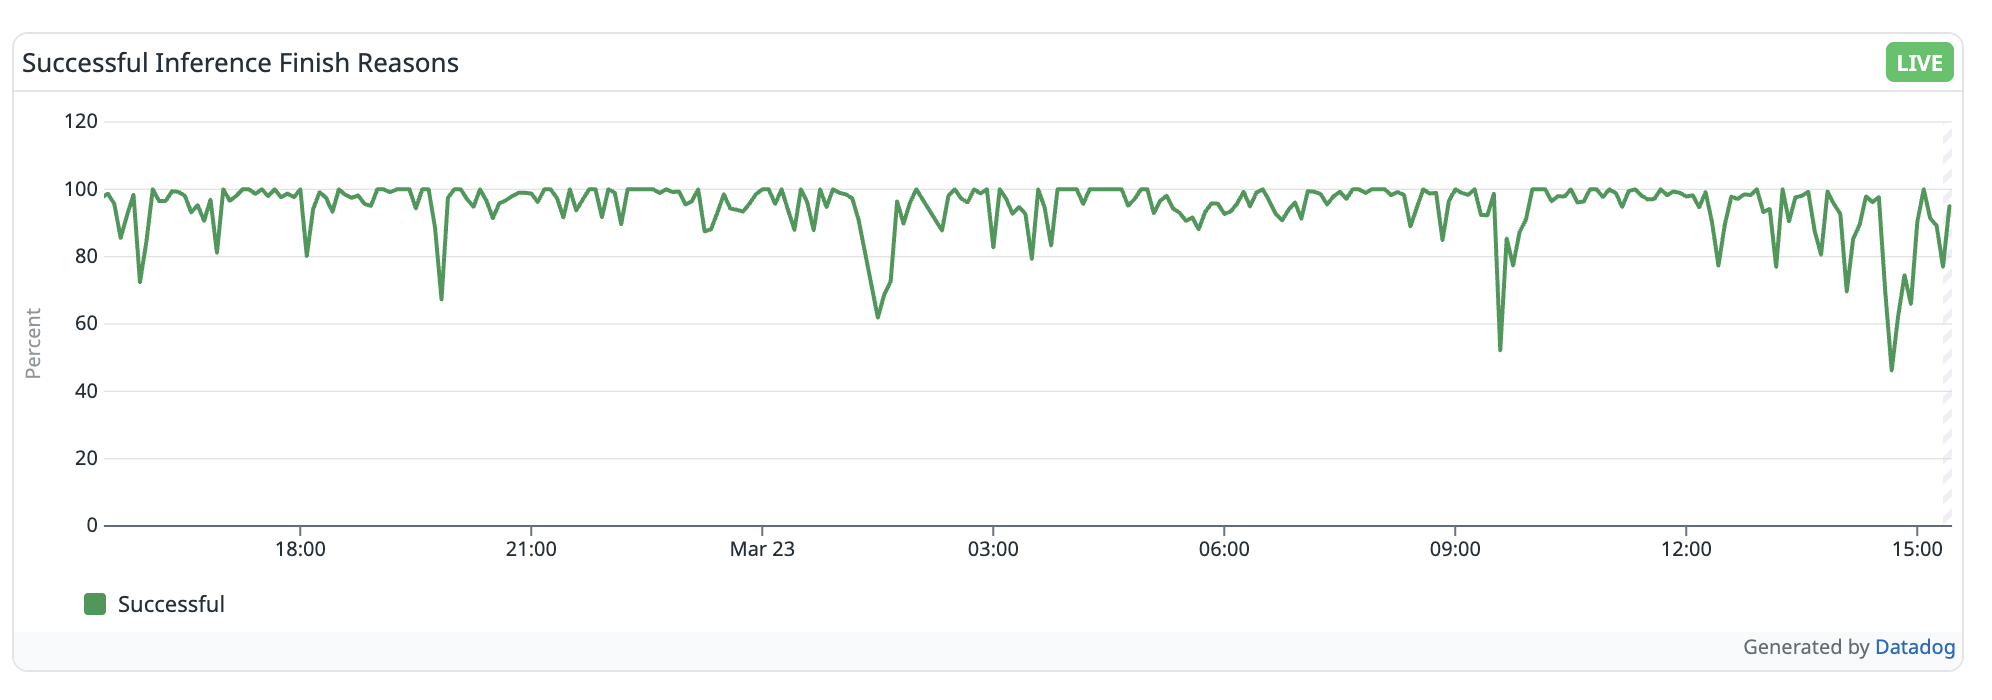 Successful Inference Finish Reasons
LIVE
120
100
80
60
40
20
0
Percent
18:00 21:00 Mar 23 03:00 06:00 09:00 12:00 15:00
Successful
Generated by Datadog